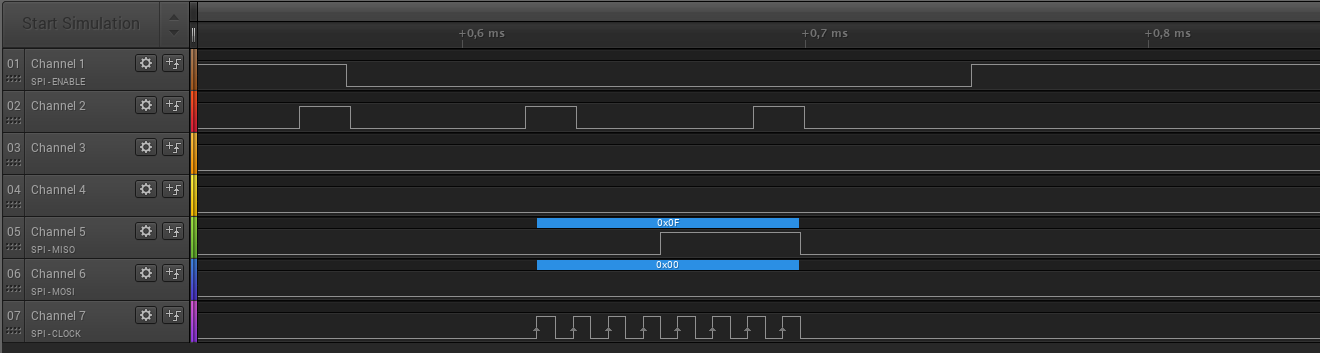 Start Simulation
+0,6 ms +0,7 ms +0,8 ms
01 Channel 1
SPI - ENABLE
02 Channel 2
03 Channel 3
04 Channel 4
0x0F
05 Channel 5
SPI - MISO
0x00
06 Channel 6
SPI - MOSI
07 Channel 7
SPI - CLOCK